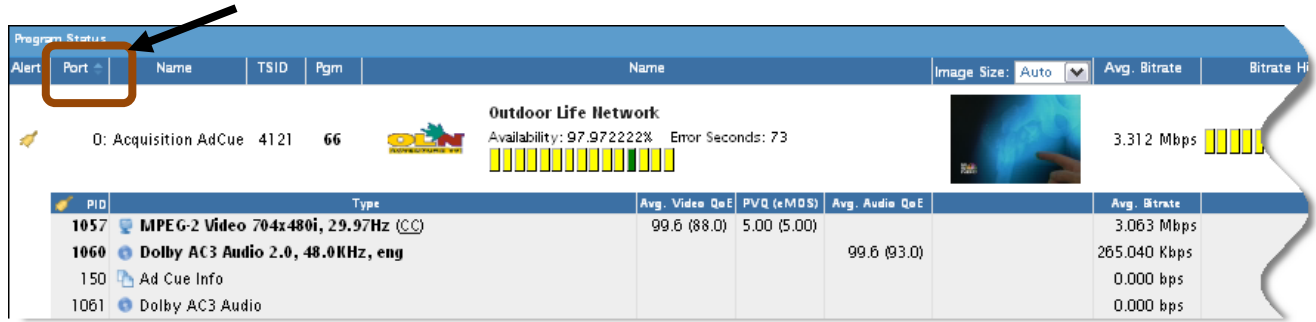 Program Status
Alert Port Name TSID Pgm Name Image Size: Auto Avg. Bitrate Bitrate Hi
Outdoor Life Network
0: Acquisition AdCue 4121 66 OLN Availability: 97.972222% Error Seconds: 73 3.312 Mbps
PID Type Avg. Video QoE PVQ (eMOS) Avg. Audio QoE Avg. Bitrate
1057 MPEG-2 Video 704x480i, 29.97Hz (CC) 99.6 (88.0) 5.00 (5.00) 3.063 Mbps
1060 Dolby AC3 Audio 2.0, 48.0KHz, eng 99.6 (93.0) 265.040 Kbps
150 Ad Cue Info 0.000 bps
1061 Dolby AC3 Audio 0.000 bps